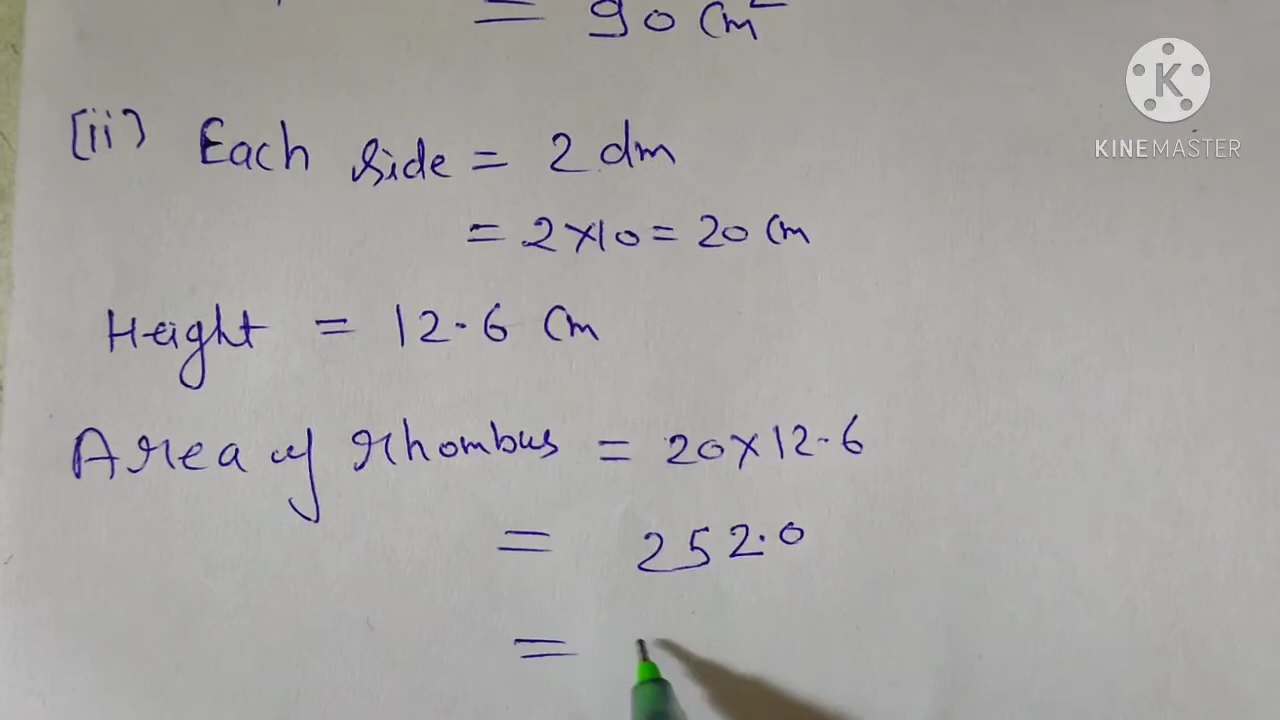 = 90 cm²
K
KINEMASTER
(ii) Each side = 2 dm
= 2×10 = 20 cm
Height = 12.6 cm
Area of rhombus = 20×12.6
= 252.0
=